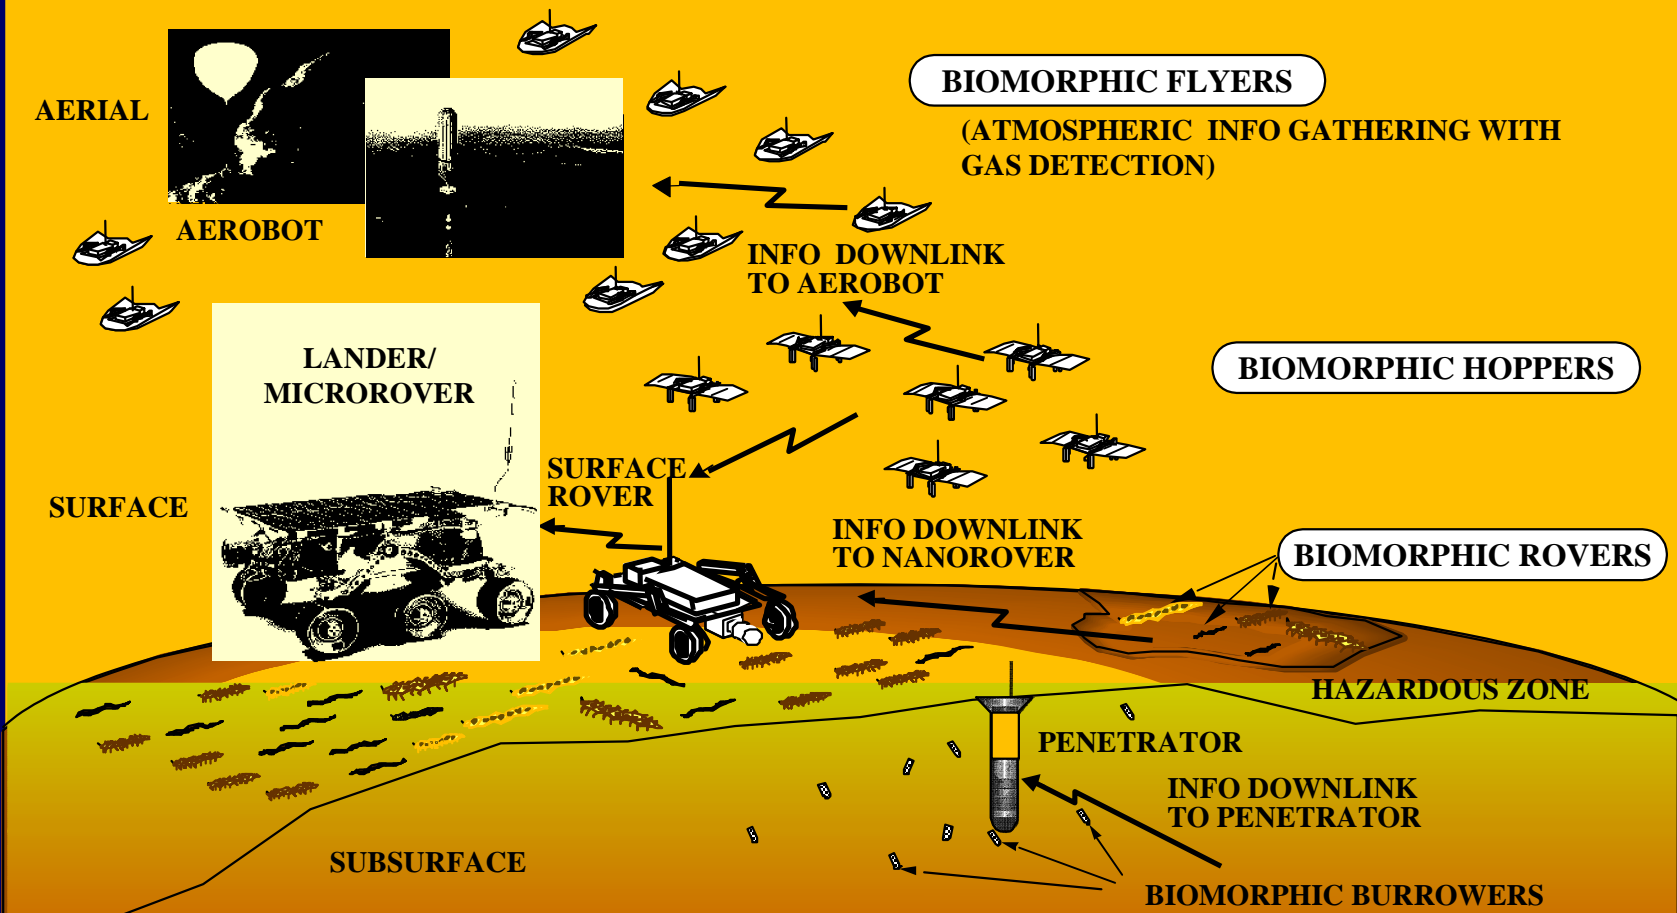 BIOMORPHIC FLYERS
AERIAL
(ATMOSPHERIC INFO GATHERING WITH
GAS DETECTION)
AEROBOT
INFO DOWNLINK
TO AEROBOT
LANDER/
MICROROVER
BIOMORPHIC HOPPERS
SURFACE
SURFACE
ROVER
INFO DOWNLINK
TO NANOROVER
BIOMORPHIC ROVERS
HAZARDOUS ZONE
PENETRATOR
INFO DOWNLINK
TO PENETRATOR
SUBSURFACE
BIOMORPHIC BURROWERS